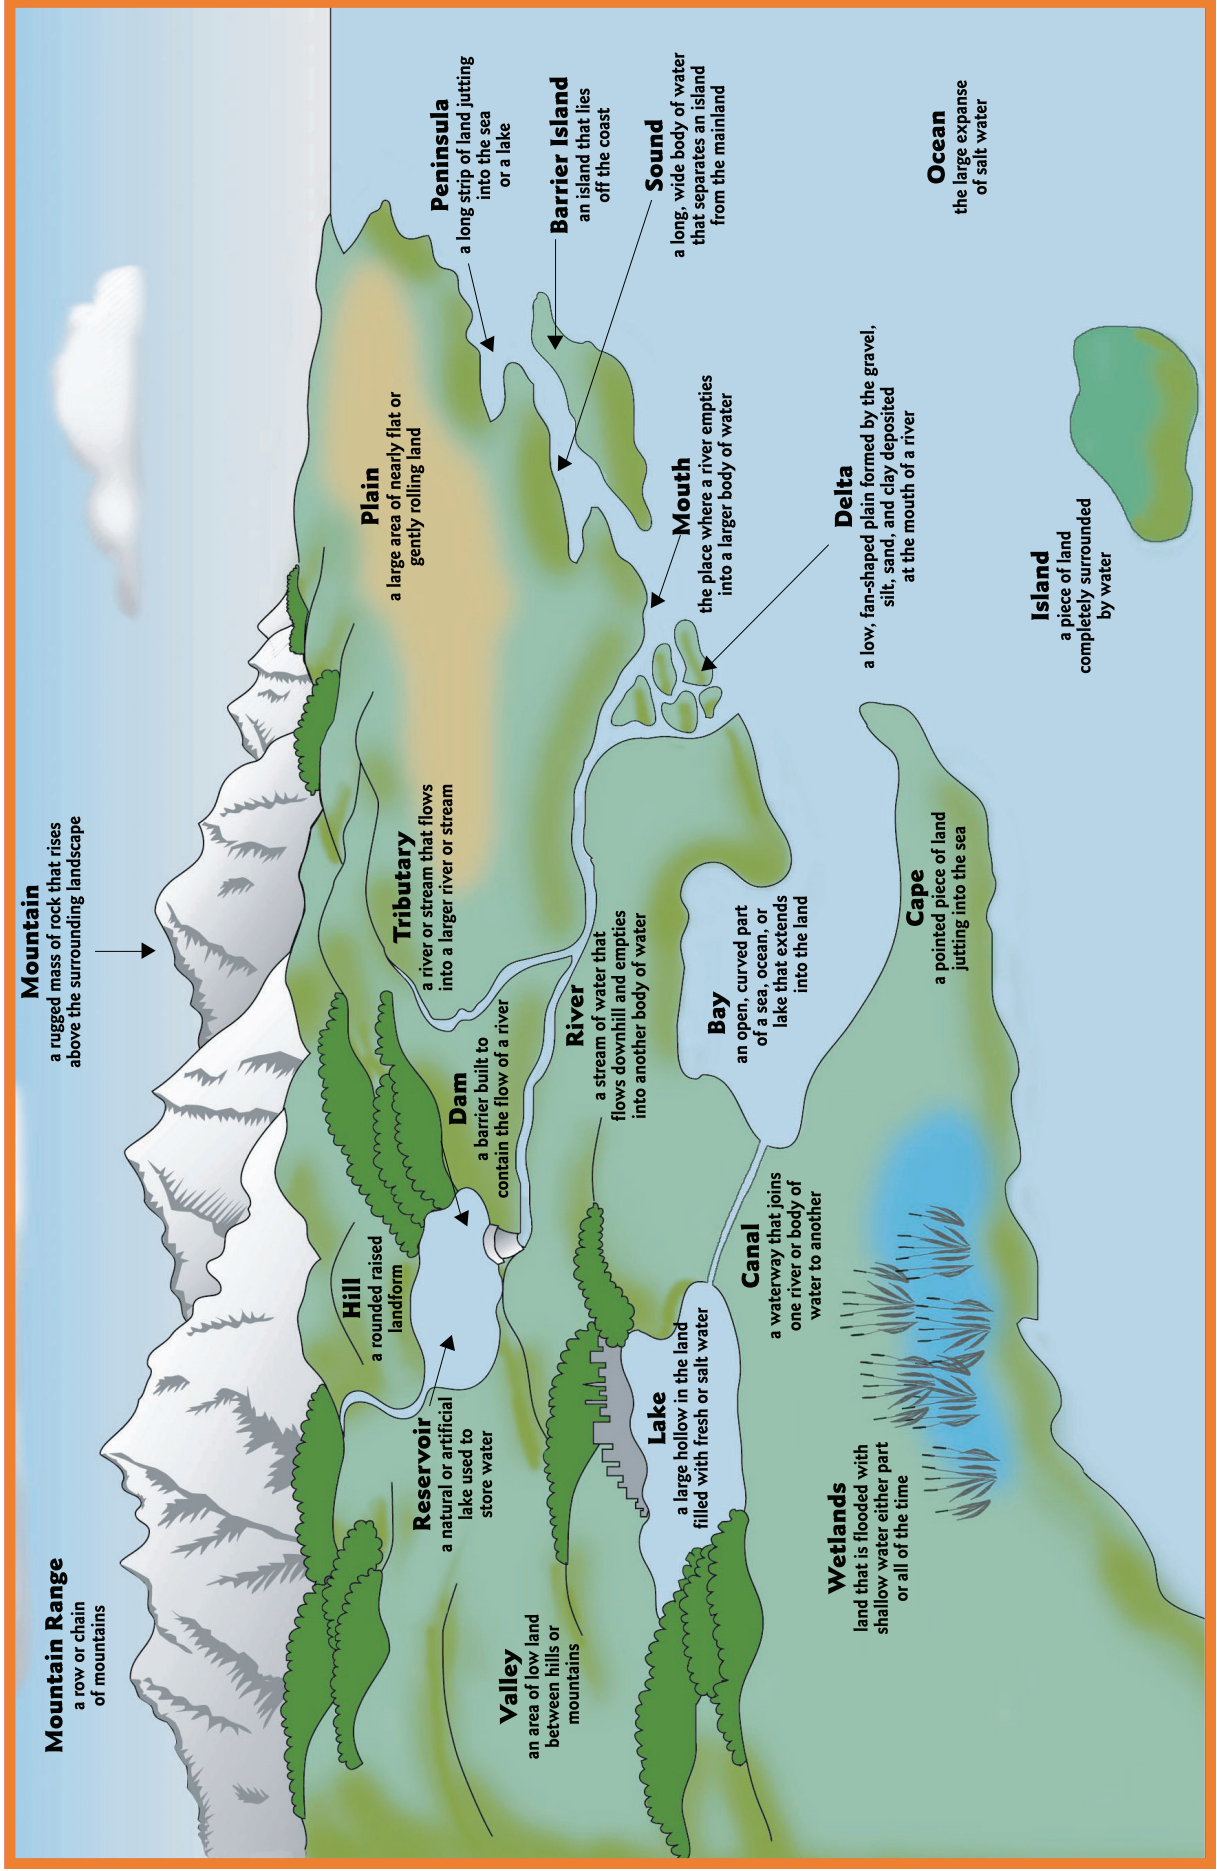 Mountain Range
a row or chain
of mountains
Mountain
a rugged mass of rock that rises
above the surrounding landscape
Hill
a rounded raised
landform
Reservoir
a natural or artificial
lake used to
store water
Valley
an area of low land
between hills or
mountains
Dam
a barrier built to
contain the flow of a river
Tributary
a river or stream that flows
into a larger river or stream
Plain
a large area of nearly flat or
gently rolling land
Peninsula
a long strip of land jutting
into the sea
or a lake
Barrier Island
an island that lies
off the coast
Sound
a long, wide body of water
that separates an island
from the mainland
River
a stream of water that
flows downhill and empties
into another body of water
Mouth
the place where a river empties
into a larger body of water
Lake
a large hollow in the land
filled with fresh or salt water
Canal
a waterway that joins
one river or body of
water to another
Bay
an open, curved part
of a sea, ocean, or
lake that extends
into the land
Delta
a low, fan-shaped plain formed by the gravel,
silt, sand, and clay deposited
at the mouth of a river
Wetlands
land that is flooded with
shallow water either part
or all of the time
Cape
a pointed piece of land
jutting into the sea
Ocean
the large expanse
of salt water
Island
a piece of land
completely surrounded
by water